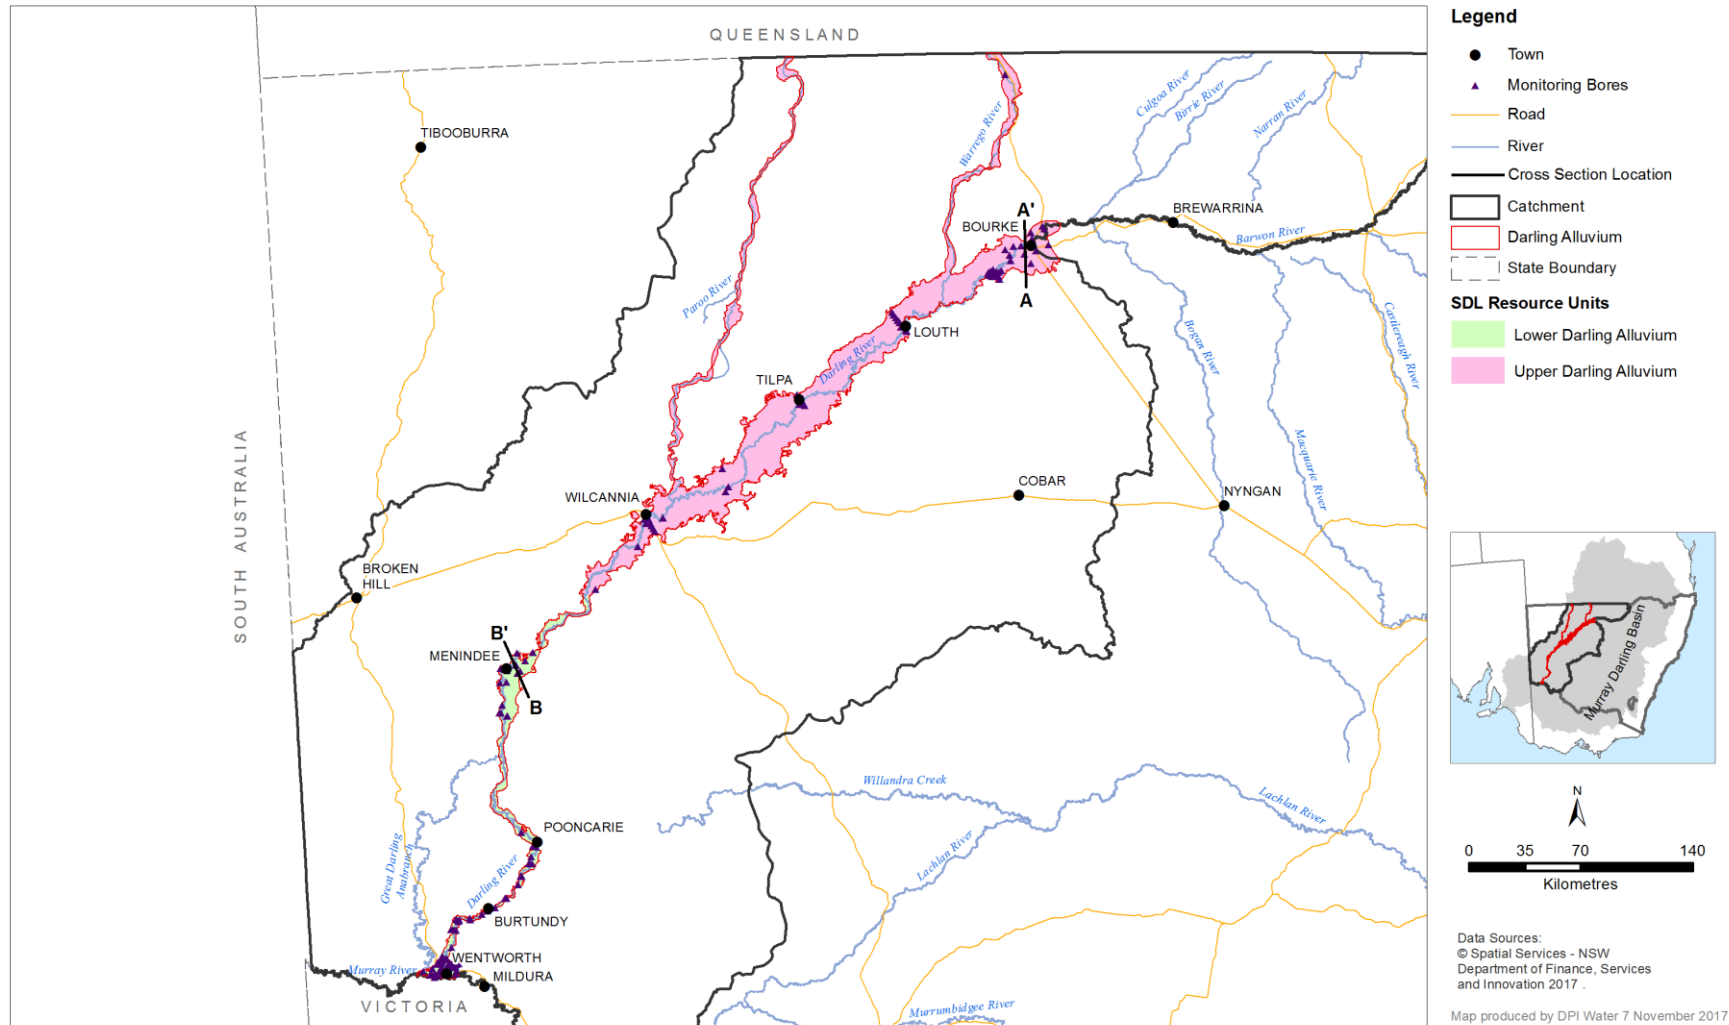 QUEENSLAND
SOUTH AUSTRALIA
VICTORIA
TIBOOBURRA
Culgoa River
Birrie River
Narran River
Warrego River
Paroo River
A'
BOURKE
A
BREWARRINA
Barwon River
LOUTH
Darling River
TILPA
Bogan River
Castlereagh River
Macquarie River
WILCANNIA
COBAR
NYNGAN
BROKEN
HILL
B'
MENINDEE
B
Willandra Creek
Lachlan River
Lachlan River
POONCARIE
Great Darling
Anabranch
Darling River
BURTUNDY
WENTWORTH
Murray River
MILDURA
Murrumbidgee River
Legend
Town
Monitoring Bores
Road
River
Cross Section Location
Catchment
Darling Alluvium
State Boundary
SDL Resource Units
Lower Darling Alluvium
Upper Darling Alluvium
Murray Darling Basin
N
0 35 70 140
Kilometres
Data Sources:
© Spatial Services - NSW
Department of Finance, Services
and Innovation 2017 .
Map produced by DPI Water 7 November 2017